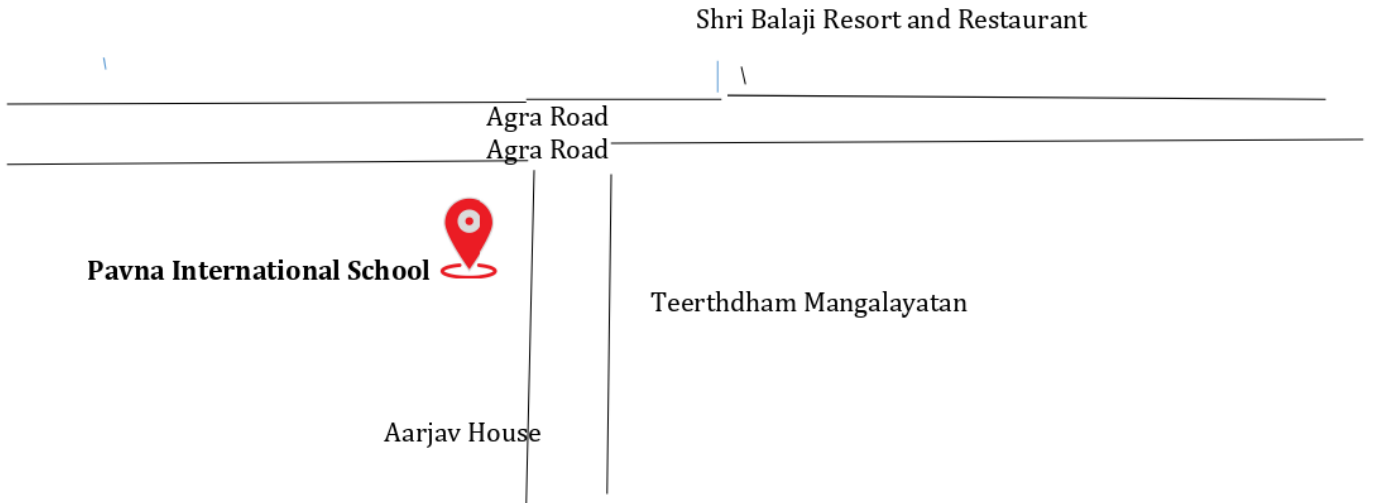 Shri Balaji Resort and Restaurant
Agra Road
Agra Road
Pavna International School
Teerthdham Mangalayatan
Aarjav House